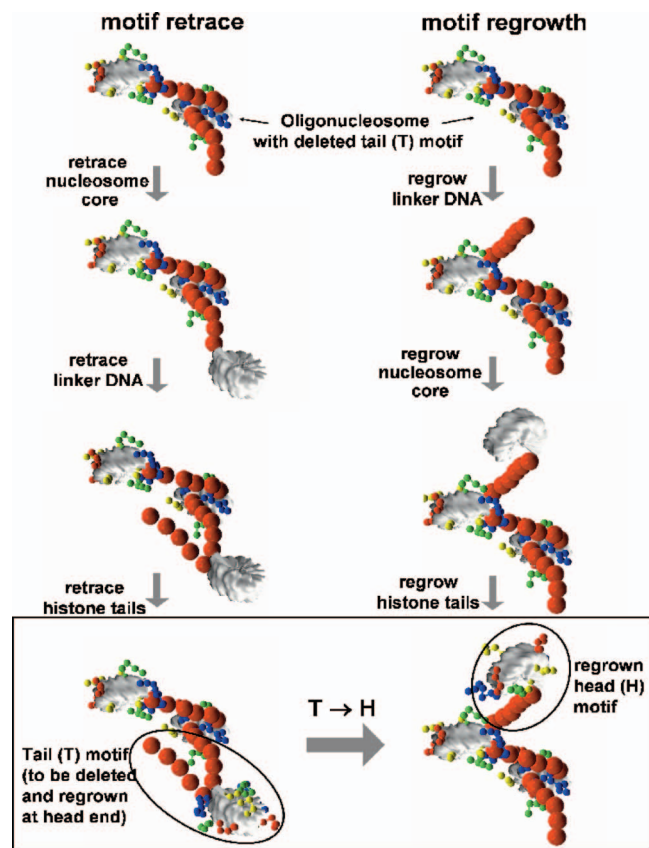 motif retrace
motif regrowth
Oligonucleosome
with deleted tail (T) motif
retrace
nucleosome
core
regrow
linker DNA
retrace
linker DNA
regrow
nucleosome
core
retrace
histone tails
regrow
histone tails
regrown
head (H)
motif
T → H
Tail (T) motif
(to be deleted
and regrown
at head end)